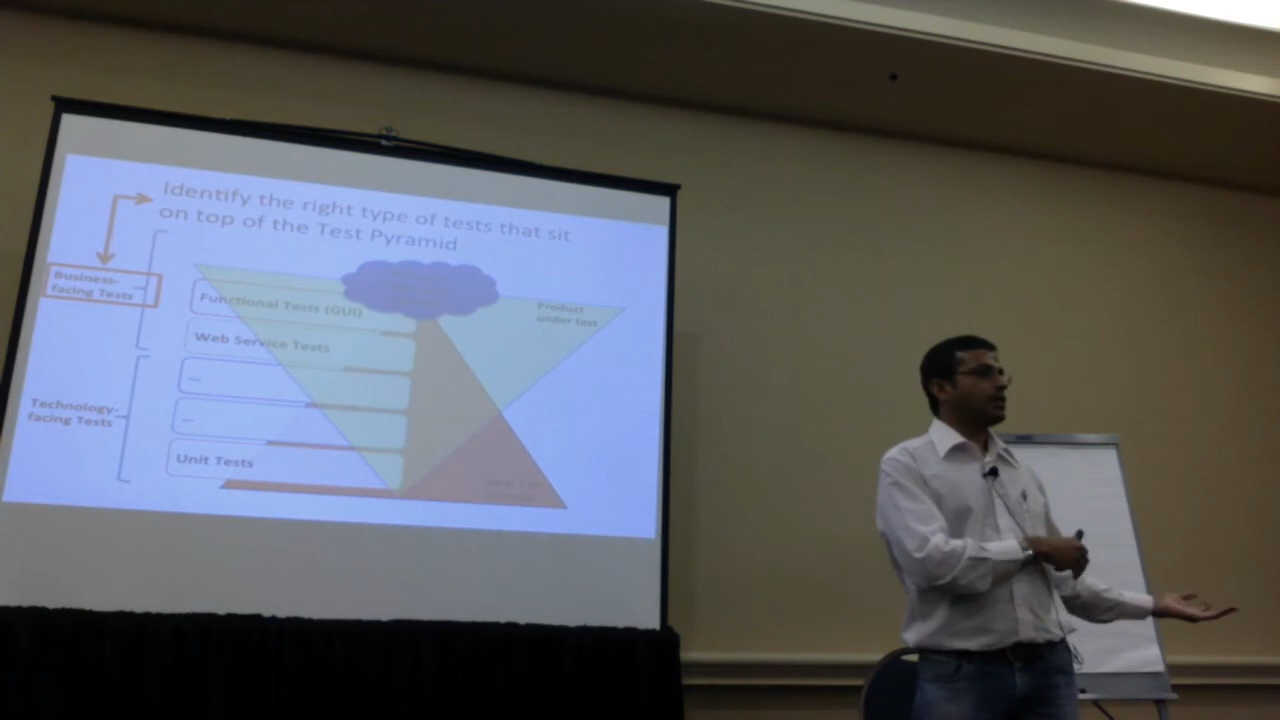 Identify the right type of tests that sit
on top of the Test Pyramid
Business-
facing Tests
Functional Tests (GUI)
Product
under test
Web Service Tests
...
...
Technology-
facing Tests
Unit Tests